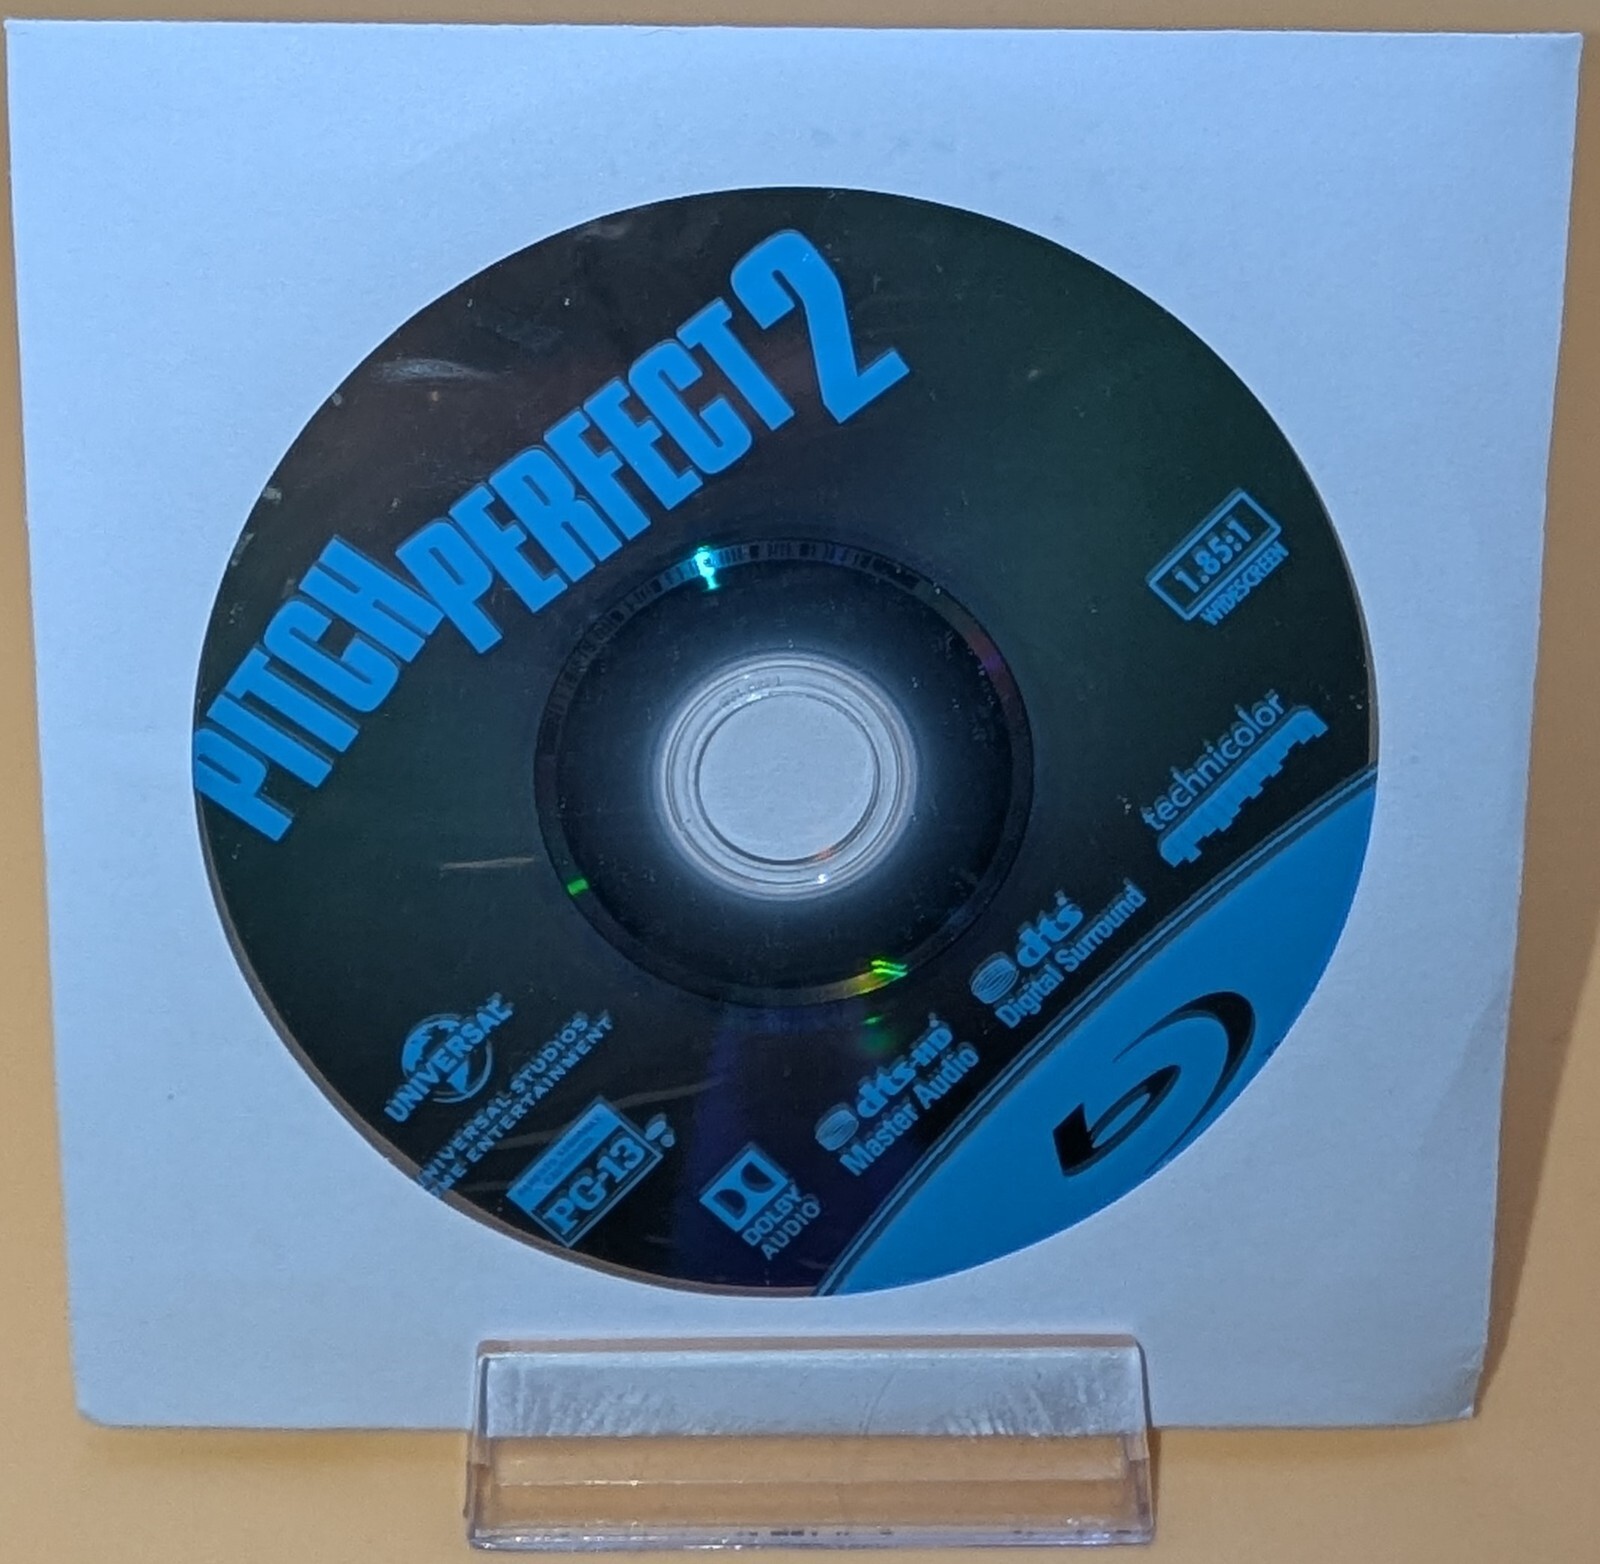 PITCH PERFECT 2
1.85:1
WIDESCREEN
technicolor
dts
Digital Surround
dts-HD
Master Audio
DOLBY
AUDIO
PG-13
UNIVERSAL
UNIVERSAL STUDIOS
HOME ENTERTAINMENT